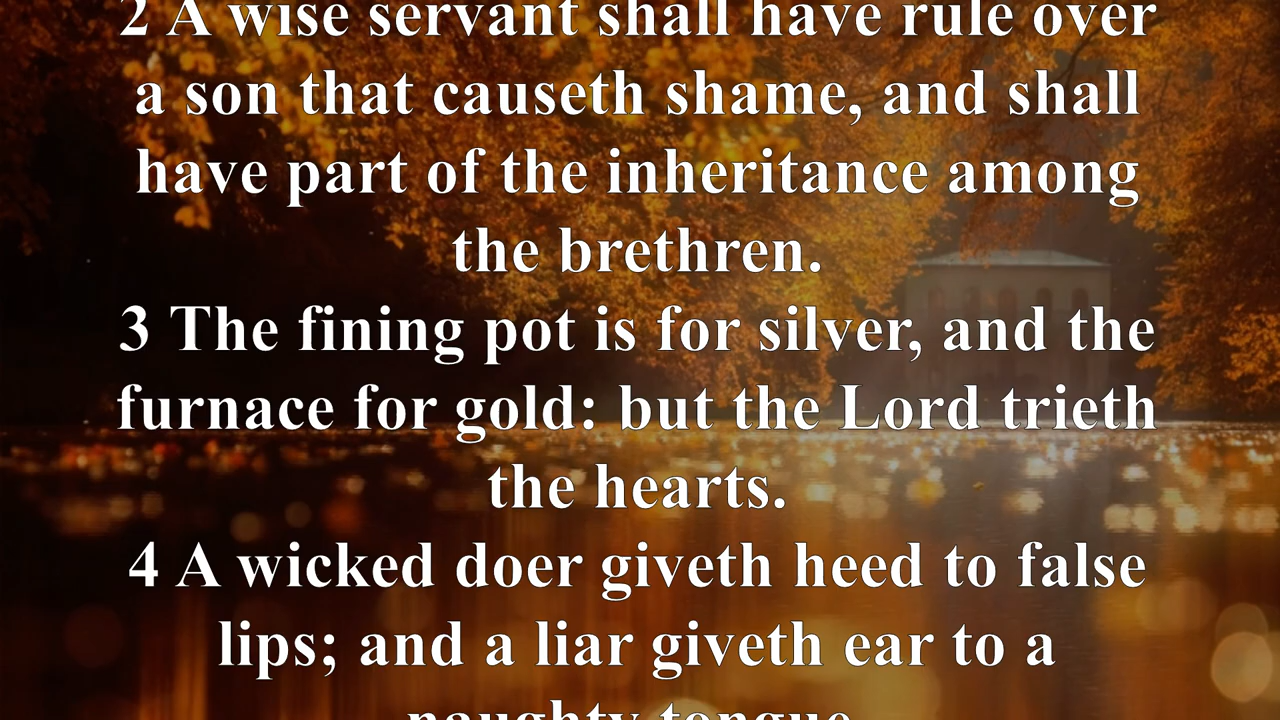 2 A wise servant shall have rule over
a son that causeth shame, and shall
have part of the inheritance among
the brethren.
3 The fining pot is for silver, and the
furnace for gold: but the Lord trieth
the hearts.
4 A wicked doer giveth heed to false
lips; and a liar giveth ear to a
naughty tongue